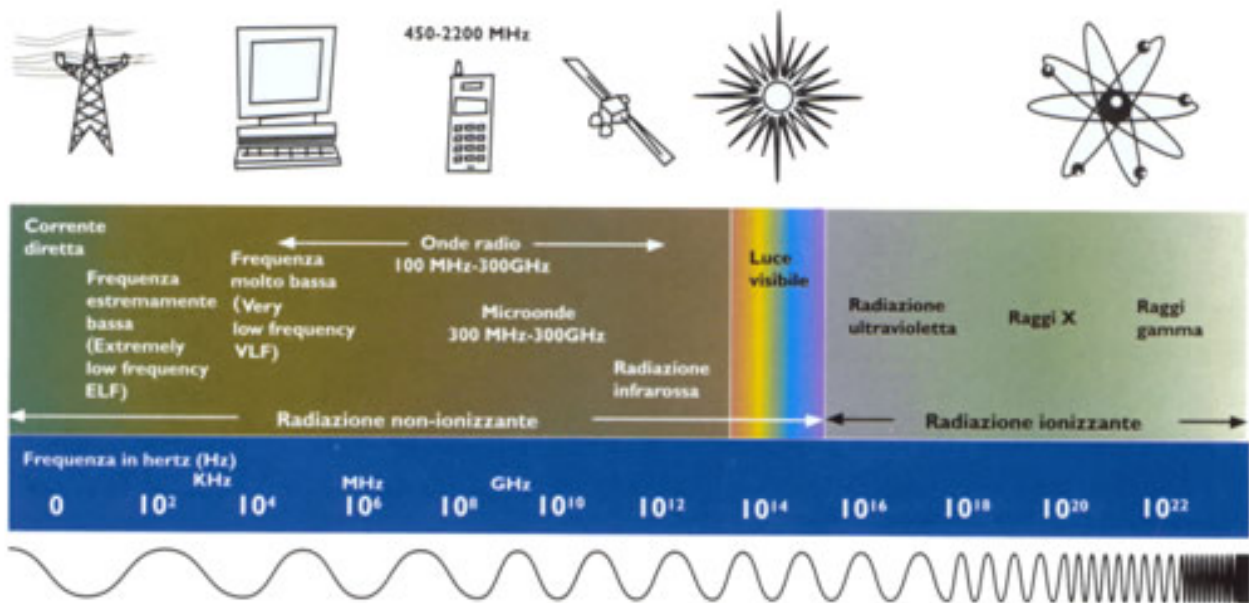 450-2200 MHz
Corrente
diretta
Frequenza
estremamente
bassa
(Extremely
low frequency
ELF)
Frequenza
molto bassa
(Very
low frequency
VLF)
Onde radio
100 MHz-300GHz
Microonde
300 MHz-300GHz
Radiazione
infrarossa
Luce
visibile
Radiazione
ultravioletta
Raggi X
Raggi
gamma
Radiazione non-ionizzante
Radiazione ionizzante
Frequenza in hertz (Hz)
KHz MHz GHz
0 10² 10⁴ 10⁶ 10⁸ 10¹⁰ 10¹² 10¹⁴ 10¹⁶ 10¹⁸ 10²⁰ 10²²